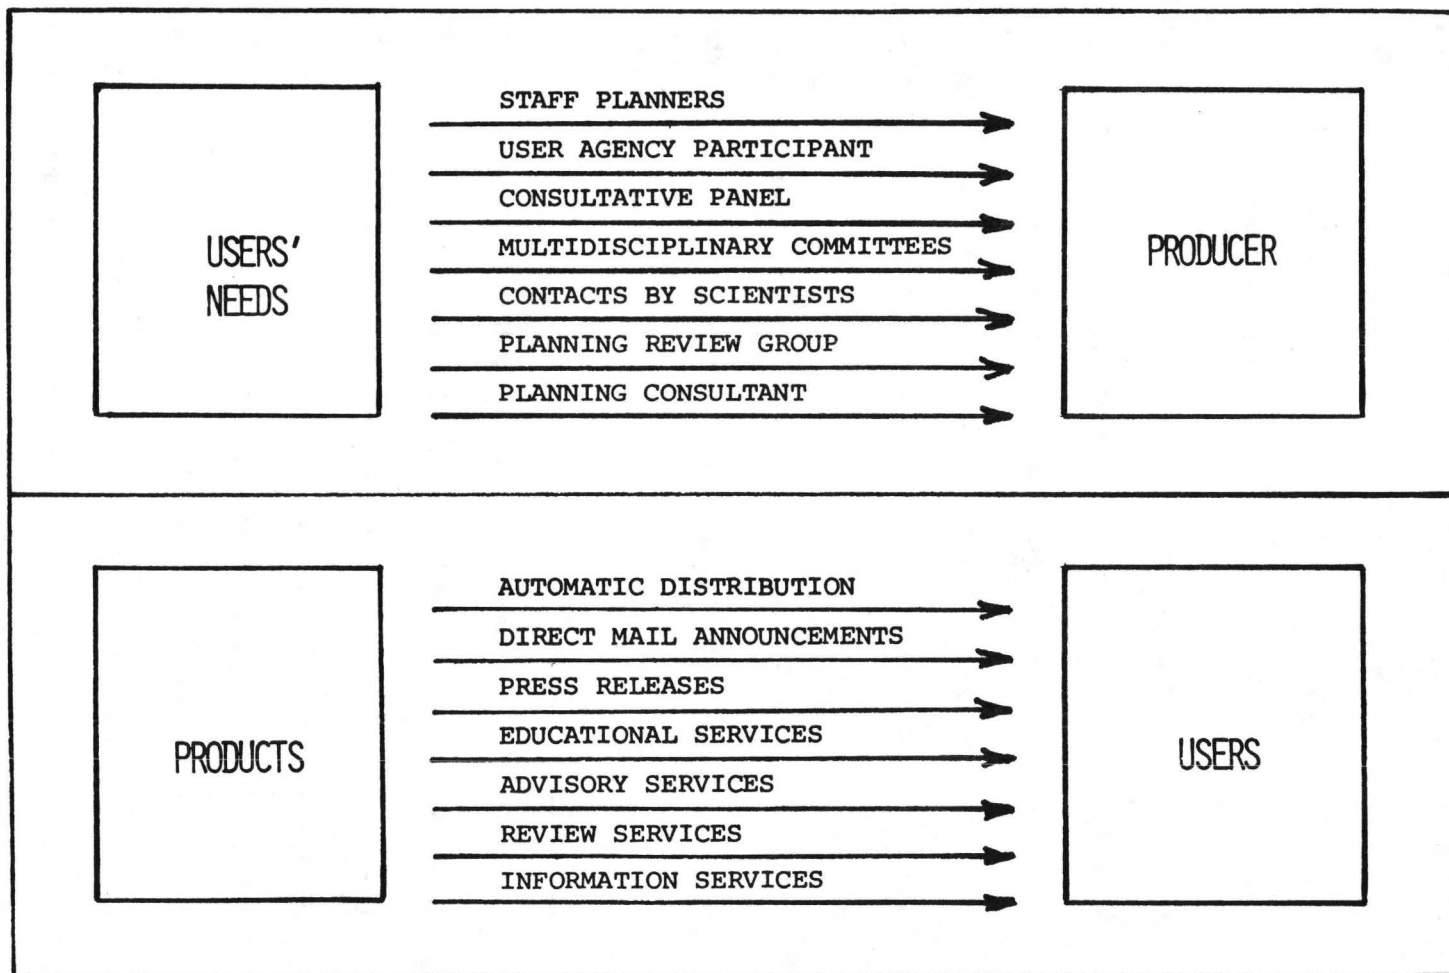 USERS'
NEEDS
STAFF PLANNERS
USER AGENCY PARTICIPANT
CONSULTATIVE PANEL
MULTIDISCIPLINARY COMMITTEES
CONTACTS BY SCIENTISTS
PLANNING REVIEW GROUP
PLANNING CONSULTANT
PRODUCER
PRODUCTS
AUTOMATIC DISTRIBUTION
DIRECT MAIL ANNOUNCEMENTS
PRESS RELEASES
EDUCATIONAL SERVICES
ADVISORY SERVICES
REVIEW SERVICES
INFORMATION SERVICES
USERS